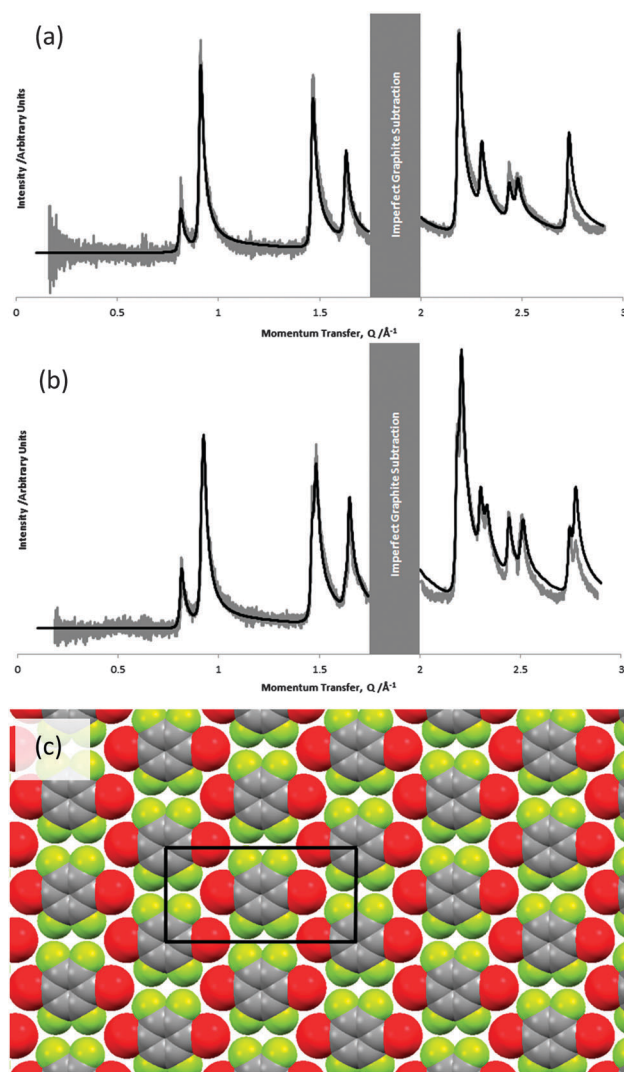 (a)
Intensity /Arbitrary Units
Imperfect Graphite Subtraction
0 0.5 1 1.5 2 2.5 3
Momentum Transfer, Q /Å⁻¹
(b)
Intensity /Arbitrary Units
Imperfect Graphite Subtraction
0 0.5 1 1.5 2 2.5 3
Momentum Transfer, Q /Å⁻¹
(c)